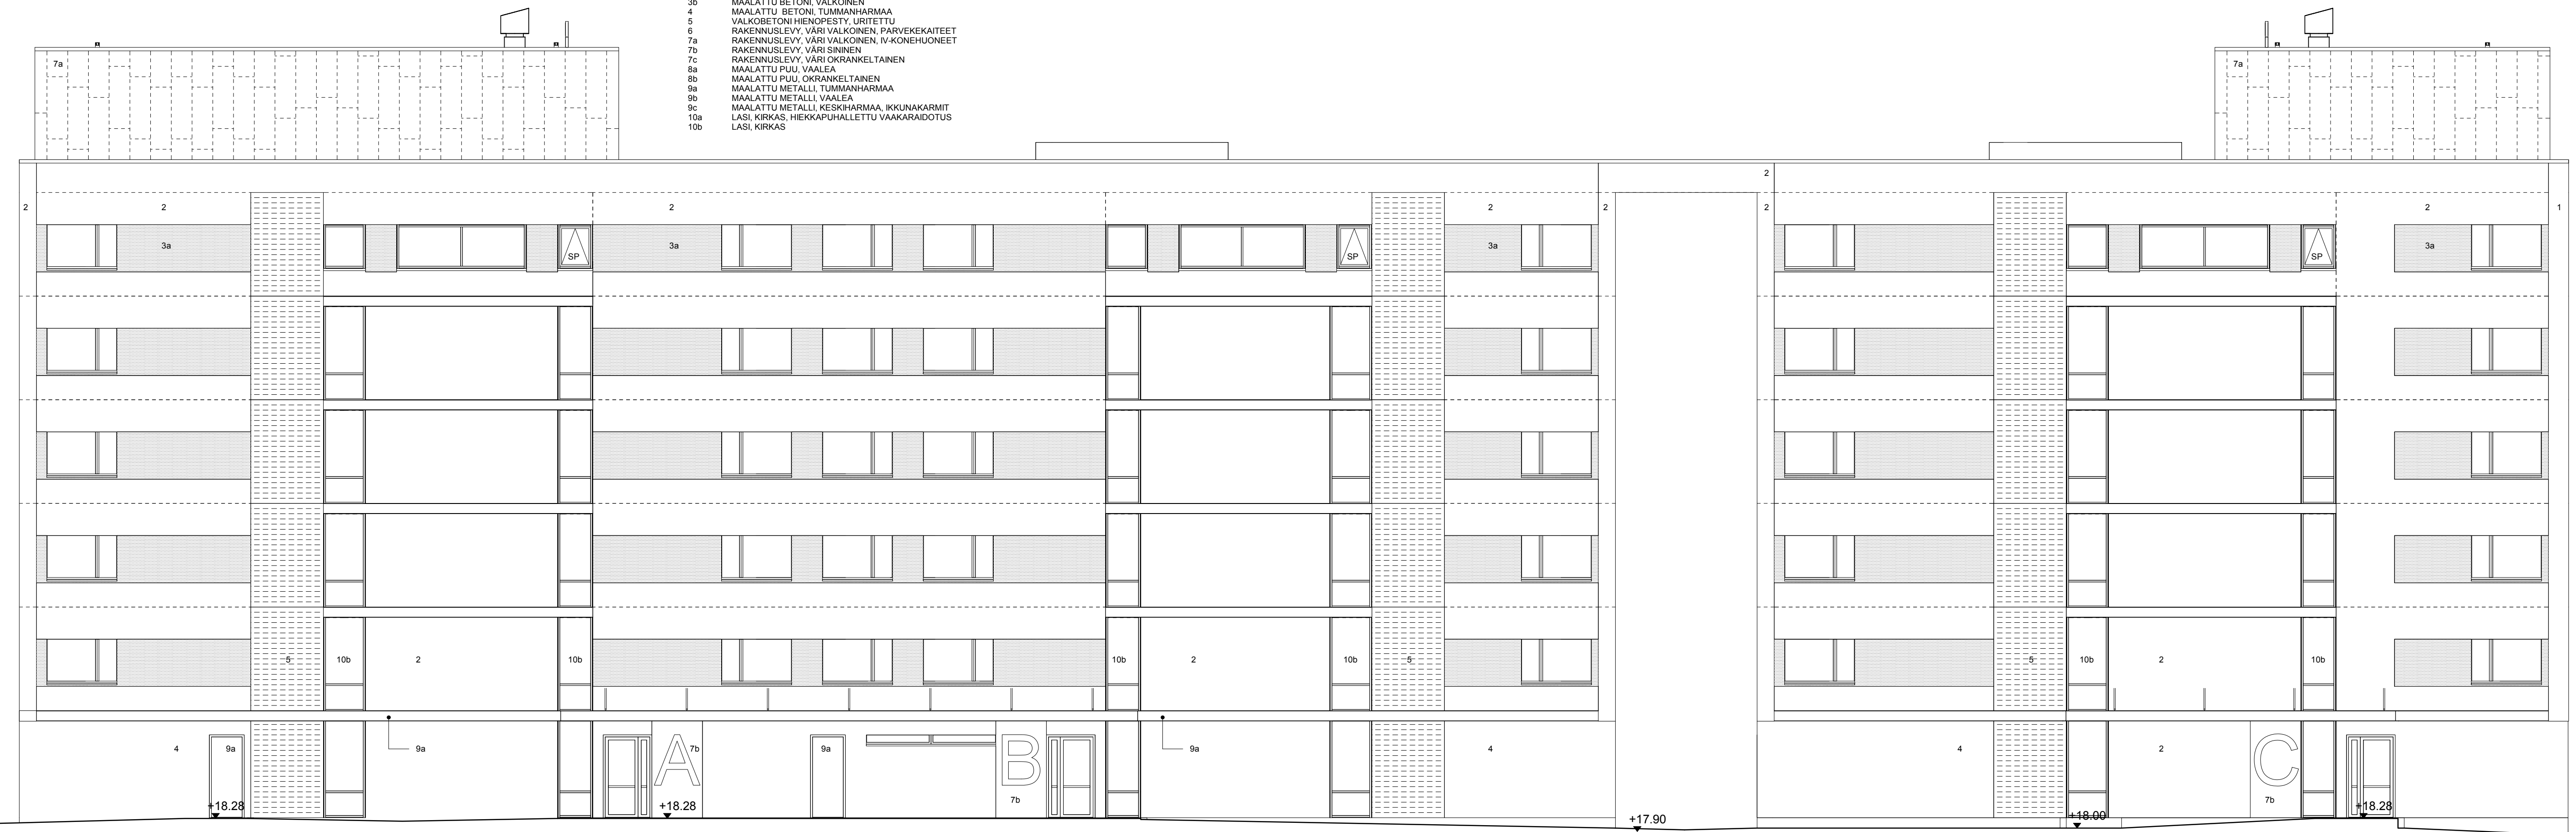 3b MAALATTU BETONI, VALKOINEN
4 MAALATTU BETONI, TUMMANHARMAA
5 VALKOBETONI HIENOPESTY, URITETTU
6 RAKENNUSLEVY, VÄRI VALKOINEN, PARVEKEKAITEET
7a RAKENNUSLEVY, VÄRI VALKOINEN, IV-KONEHUONEET
7b RAKENNUSLEVY, VÄRI SININEN
7c RAKENNUSLEVY, VÄRI OKRANKELTAINEN
8a MAALATTU PUU, VAALEA
8b MAALATTU PUU, OKRANKELTAINEN
9a MAALATTU METALLI, TUMMANHARMAA
9b MAALATTU METALLI, VAALEA
9c MAALATTU METALLI, KESKIHARMAA, IKKUNAKARMIT
10a LASI, KIRKAS, HIEKKAPUHALLETTU VAAKARAIDOTUS
10b LASI, KIRKAS
7a 7a
2
2 2 2 2 2 2 2 1
3a 3a 3a 3a
SP SP SP
5 10b 2 10b 10b 2 10b 5 5 10b 2 10b
4 9a 9a 7b 9a 9a 4 4 2
A B C
7b 7b
+18.28 +18.28 +18.28
+17.90 +18.00